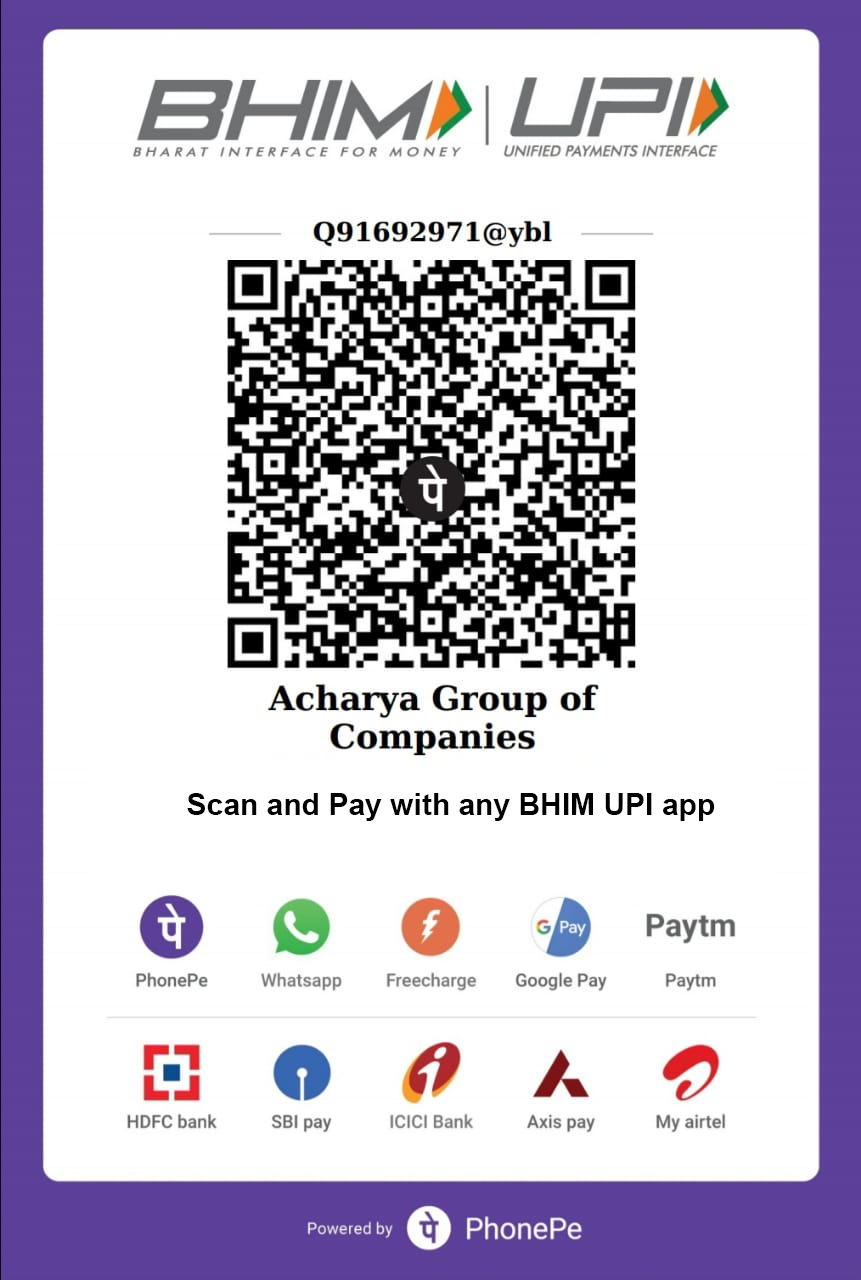 BHIM UPI
BHARAT INTERFACE FOR MONEY UNIFIED PAYMENTS INTERFACE
Q91692971@ybl
पे
Acharya Group of
Companies
Scan and Pay with any BHIM UPI app
पे G Pay Paytm
PhonePe Whatsapp Freecharge Google Pay Paytm
HDFC bank SBI pay ICICI Bank Axis pay My airtel
Powered by पे PhonePe